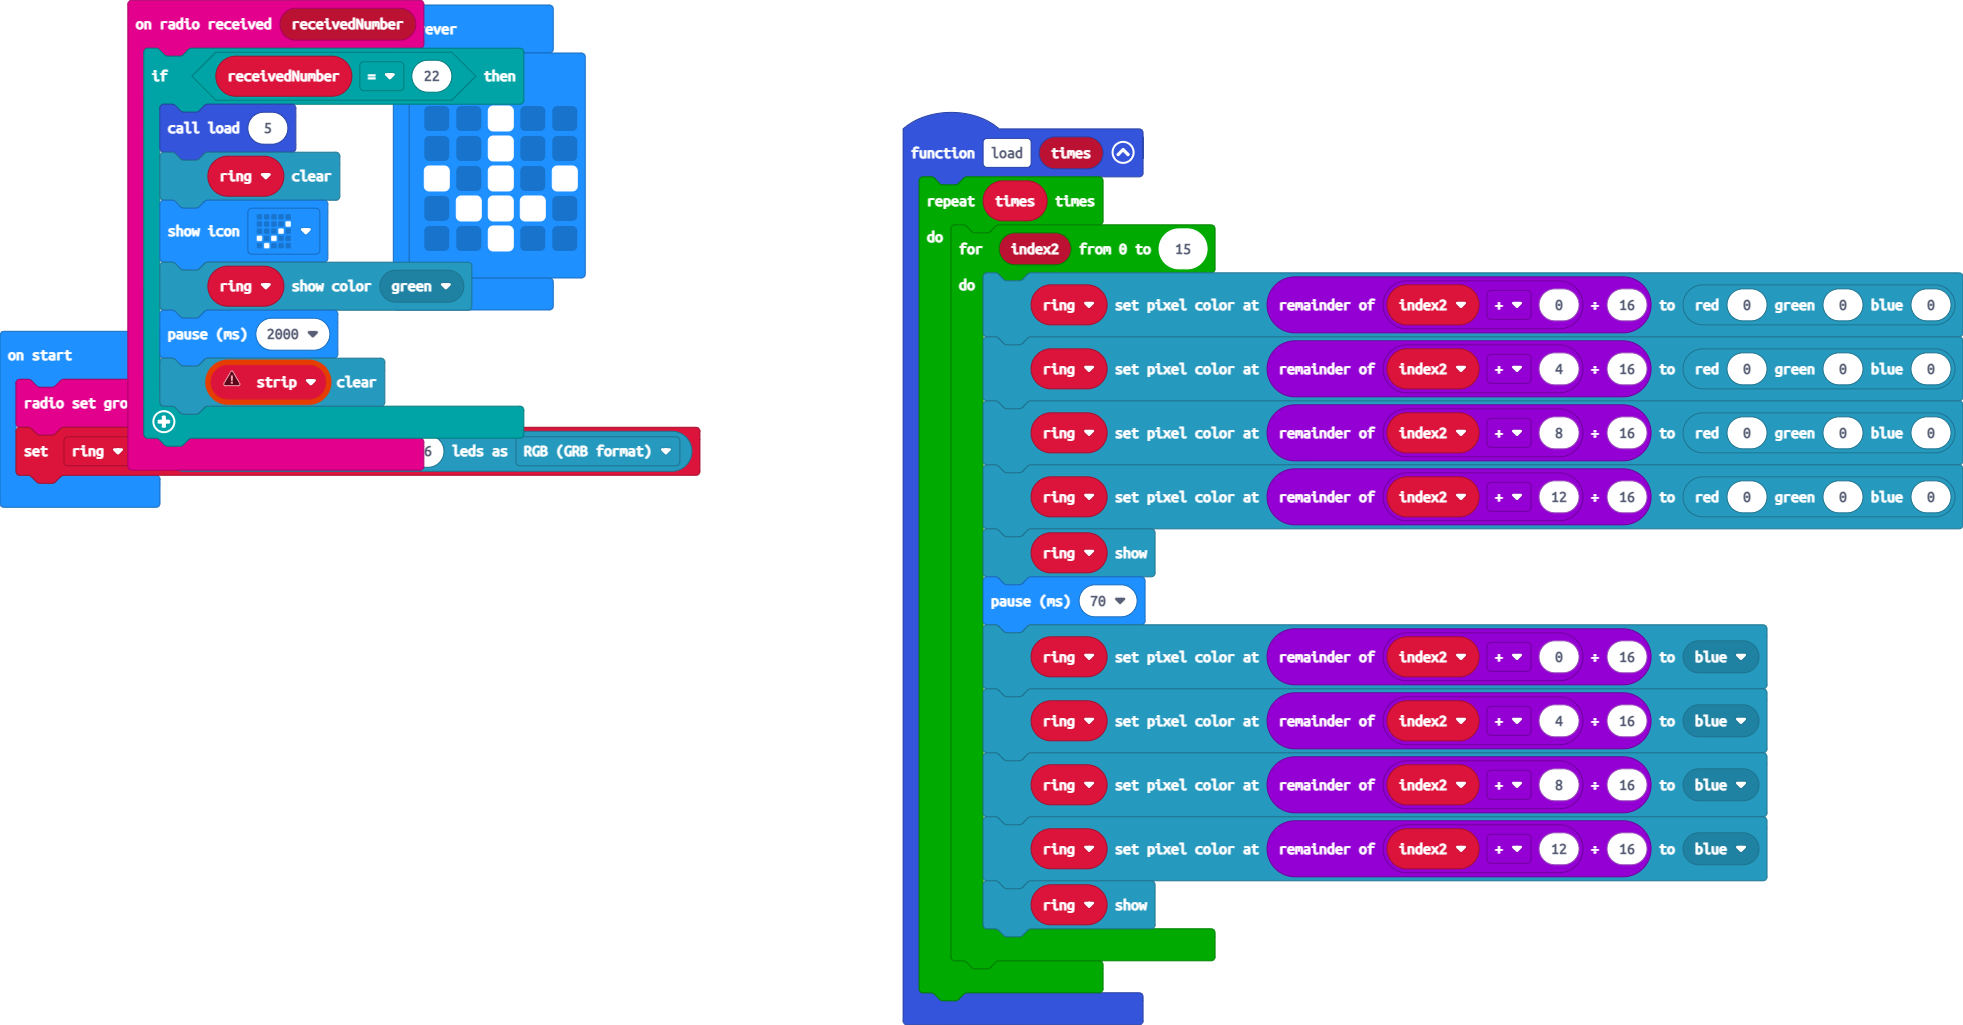 on radio received receivedNumber
ever
if receivedNumber = 22 then
call load 5
ring clear
show icon
ring show color green
pause (ms) 2000
strip clear
on start
radio set gro
set ring 6 leds as RGB (GRB format)
function load times
repeat times times
do for index2 from 0 to 15
do
ring set pixel color at remainder of index2 + 0 ÷ 16 to red 0 green 0 blue 0
ring set pixel color at remainder of index2 + 4 ÷ 16 to red 0 green 0 blue 0
ring set pixel color at remainder of index2 + 8 ÷ 16 to red 0 green 0 blue 0
ring set pixel color at remainder of index2 + 12 ÷ 16 to red 0 green 0 blue 0
ring show
pause (ms) 70
ring set pixel color at remainder of index2 + 0 ÷ 16 to blue
ring set pixel color at remainder of index2 + 4 ÷ 16 to blue
ring set pixel color at remainder of index2 + 8 ÷ 16 to blue
ring set pixel color at remainder of index2 + 12 ÷ 16 to blue
ring show